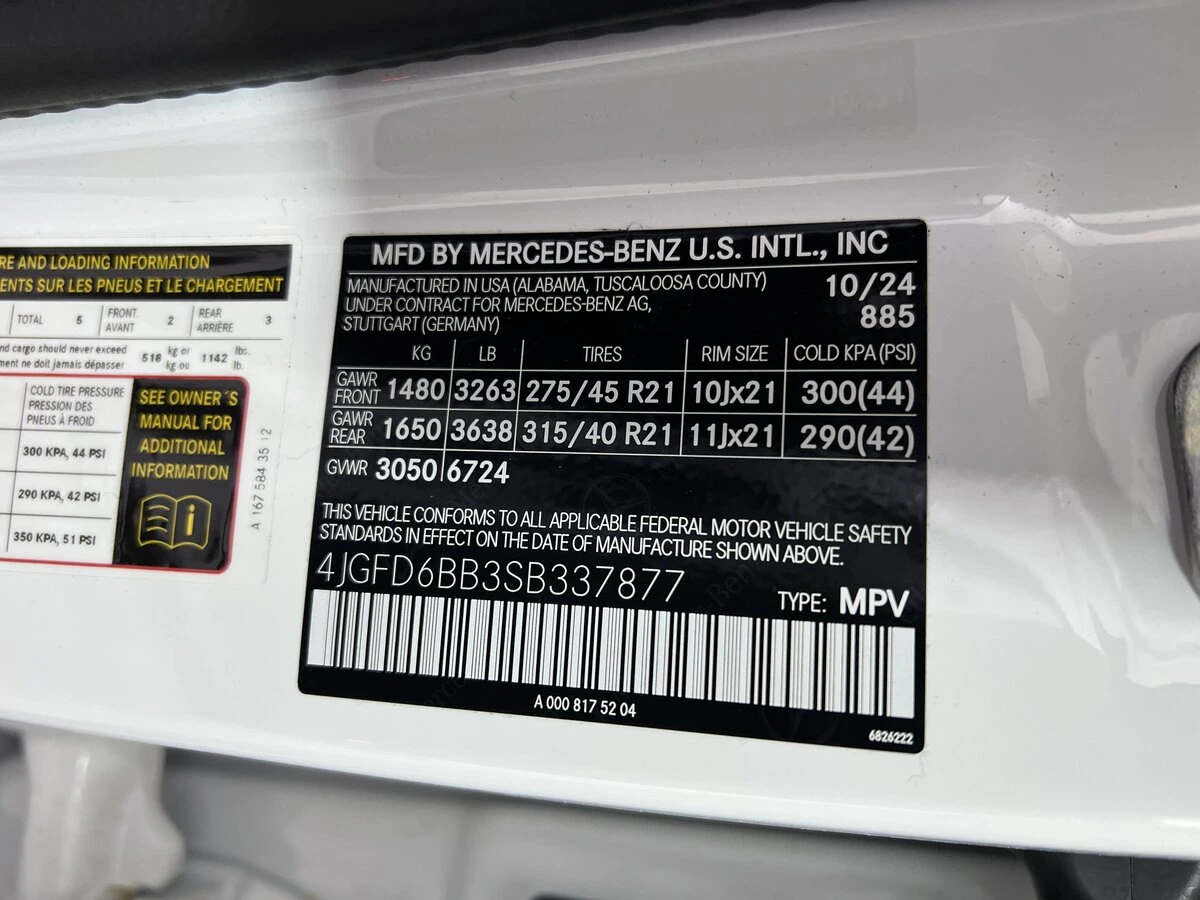 RE AND LOADING INFORMATION
ENTS SUR LES PNEUS ET LE CHARGEMENT
TOTAL 5 FRONT 2 REAR 3
AVANT ARRIÈRE
nd cargo should never exceed 518 kg or 1142 lbs.
ment ne doit jamais dépasser kg ou lb.
COLD TIRE PRESSURE
PRESSION DES
PNEUS À FROID
300 KPA, 44 PSI
290 KPA, 42 PSI
350 KPA, 51 PSI
SEE OWNER´S
MANUAL FOR
ADDITIONAL
INFORMATION
A 167 584 35 12
MFD BY MERCEDES-BENZ U.S. INTL., INC
MANUFACTURED IN USA (ALABAMA, TUSCALOOSA COUNTY) 10/24
UNDER CONTRACT FOR MERCEDES-BENZ AG, 885
STUTTGART (GERMANY)
KG LB TIRES RIM SIZE COLD KPA (PSI)
GAWR FRONT 1480 3263 275/45 R21 10Jx21 300(44)
GAWR REAR 1650 3638 315/40 R21 11Jx21 290(42)
GVWR 3050 6724
THIS VEHICLE CONFORMS TO ALL APPLICABLE FEDERAL MOTOR VEHICLE SAFETY
STANDARDS IN EFFECT ON THE DATE OF MANUFACTURE SHOWN ABOVE.
4JGFD6BB3SB337877
TYPE: MPV
A 000 817 52 04
6826222